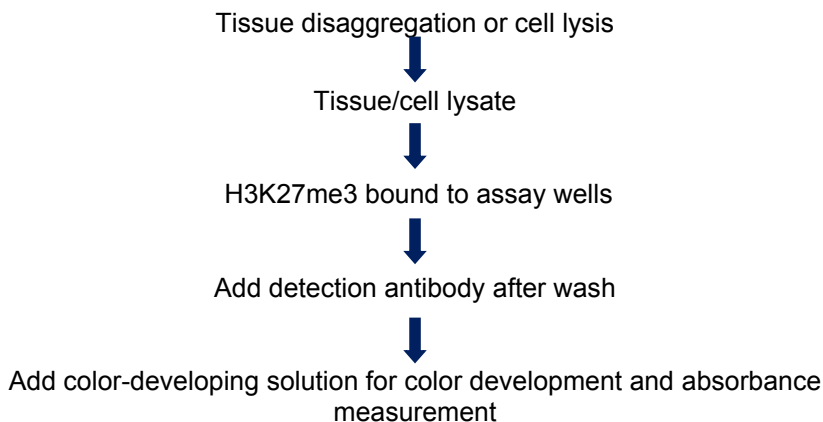 Tissue disaggregation or cell lysis
Tissue/cell lysate
H3K27me3 bound to assay wells
Add detection antibody after wash
Add color-developing solution for color development and absorbance
measurement